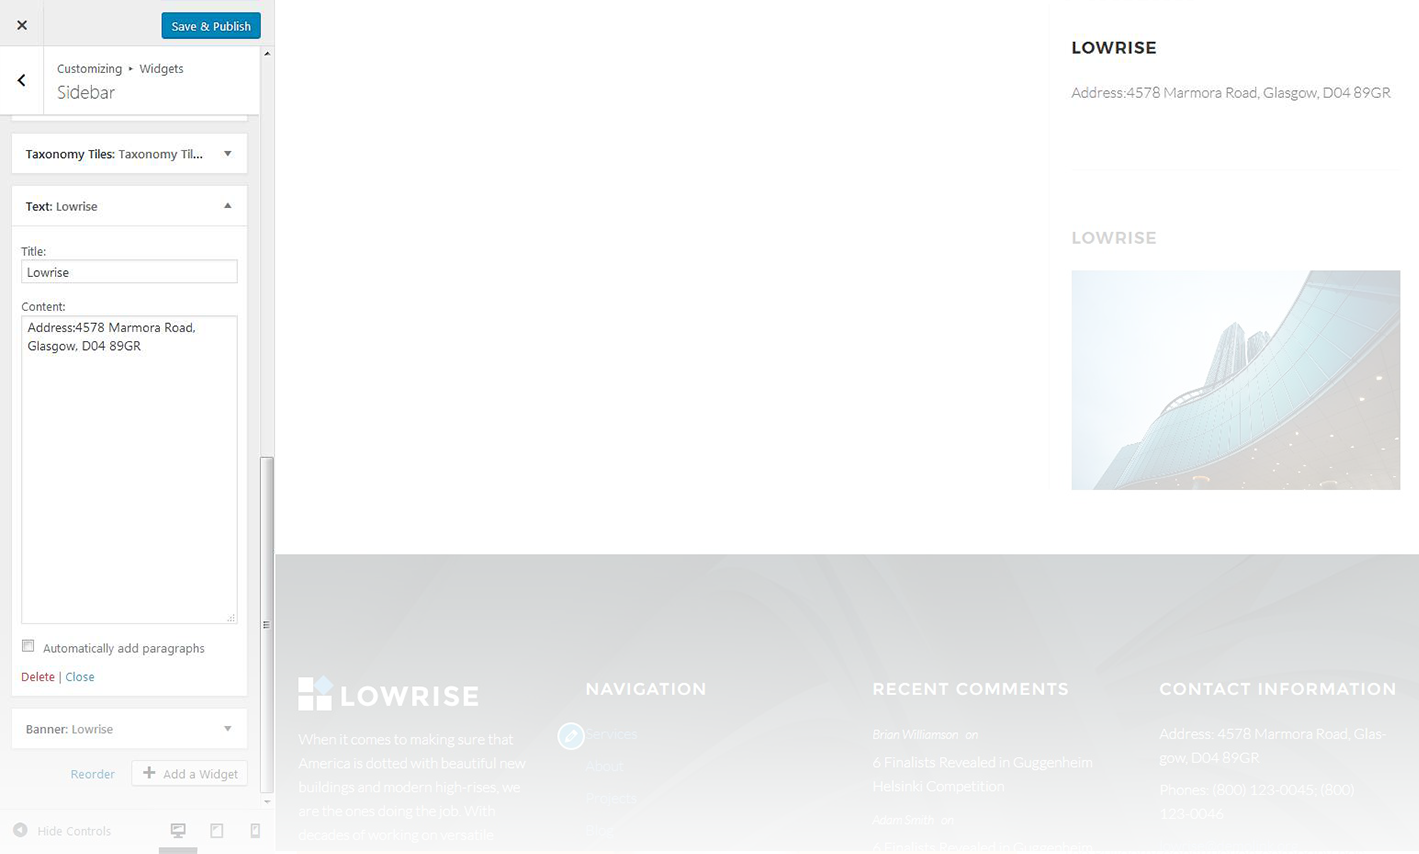 Save & Publish
Customizing ▸ Widgets
Sidebar
Taxonomy Tiles: Taxonomy Til...
Text: Lowrise
Title:
Lowrise
Content:
Address:4578 Marmora Road,
Glasgow, D04 89GR
Automatically add paragraphs
Delete | Close
Banner: Lowrise
Reorder
Add a Widget
Hide Controls
LOWRISE
Address:4578 Marmora Road, Glasgow, D04 89GR
LOWRISE
LOWRISE
When it comes to making sure that
America is dotted with beautiful new
buildings and modern high-rises, we
are the ones doing the job. With
decades of working on versatile
NAVIGATION
Services
About
Projects
Blog
RECENT COMMENTS
Brian Williamson on
6 Finalists Revealed in Guggenheim
Helsinki Competition
Adam Smith on
6 Finalists Revealed in Guggenheim
CONTACT INFORMATION
Address: 4578 Marmora Road, Glas-
gow, D04 89GR
Phones: (800) 123-0045; (800)
123-0046